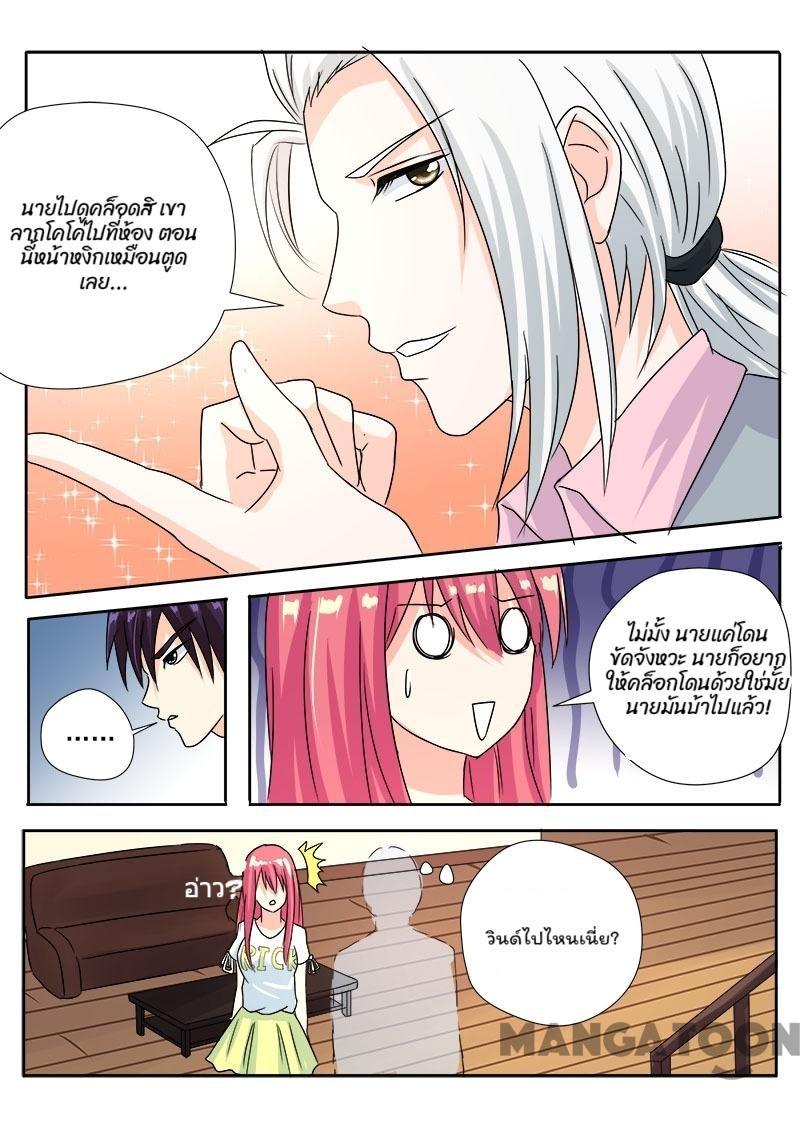 นายไปดูคล็อดสิ เขา
ลากโคโค่ไปที่ห้อง ตอน
นี้หน้าหงิกเหมือนตูด
เลย...
......
ไม่มั้ง นายแค่โดน
ขัดจังหวะ นายก็อยาก
ให้คล็อกโดนด้วยใช่มั้ย
นายมันบ้าไปแล้ว!
อ่าว?
RICK
วินด์ไปไหนเนี่ย?
MANGATOON